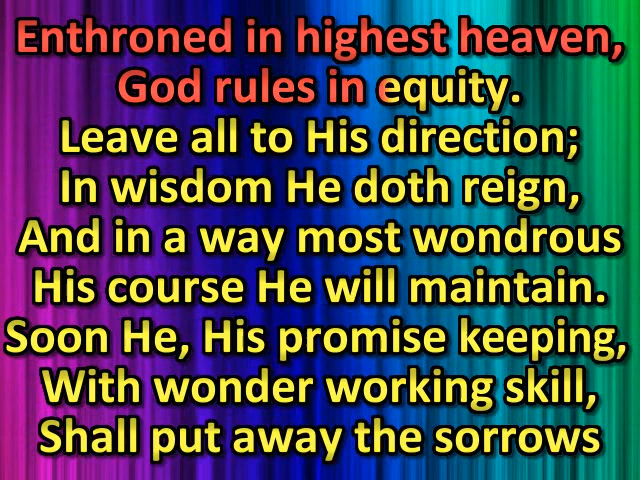 Enthroned in highest heaven,
God rules in equity.
Leave all to His direction;
In wisdom He doth reign,
And in a way most wondrous
His course He will maintain.
Soon He, His promise keeping,
With wonder working skill,
Shall put away the sorrows